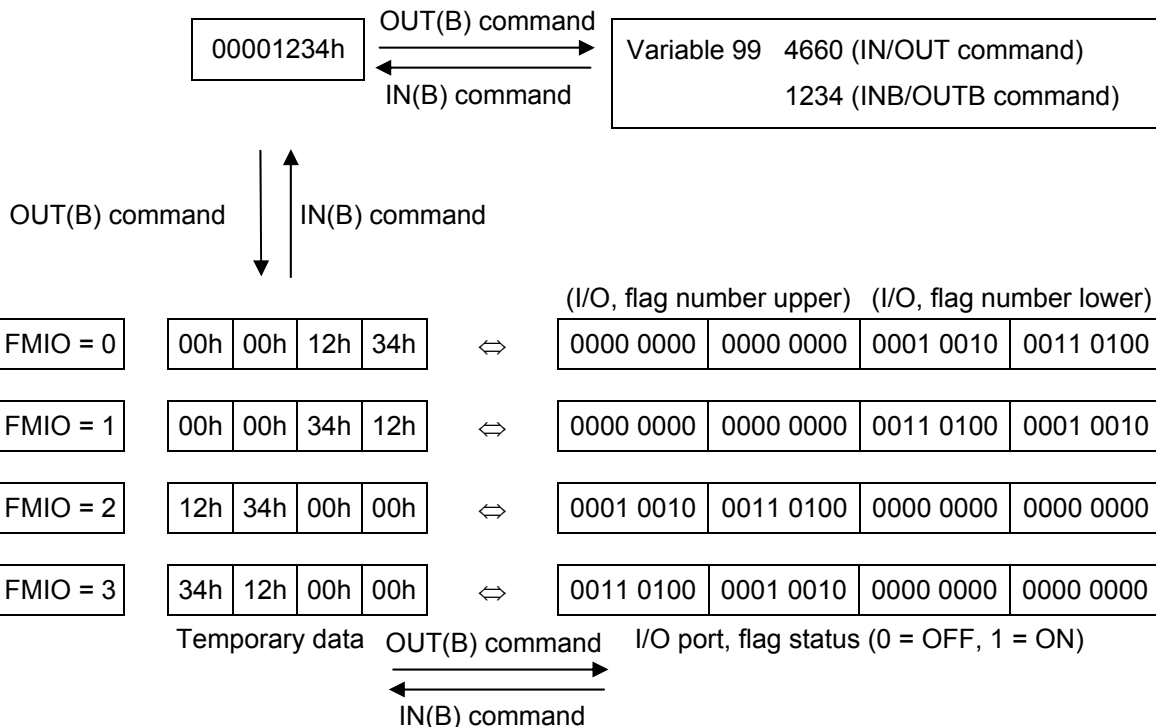 OUT(B) command
00001234h
Variable 99 4660 (IN/OUT command)
IN(B) command
1234 (INB/OUTB command)
OUT(B) command
IN(B) command
(I/O, flag number upper) (I/O, flag number lower)
FMIO = 0 00h 00h 12h 34h ⇔ 0000 0000 0000 0000 0001 0010 0011 0100
FMIO = 1 00h 00h 34h 12h ⇔ 0000 0000 0000 0000 0011 0100 0001 0010
FMIO = 2 12h 34h 00h 00h ⇔ 0001 0010 0011 0100 0000 0000 0000 0000
FMIO = 3 34h 12h 00h 00h ⇔ 0011 0100 0001 0010 0000 0000 0000 0000
Temporary data OUT(B) command I/O port, flag status (0 = OFF, 1 = ON)
IN(B) command